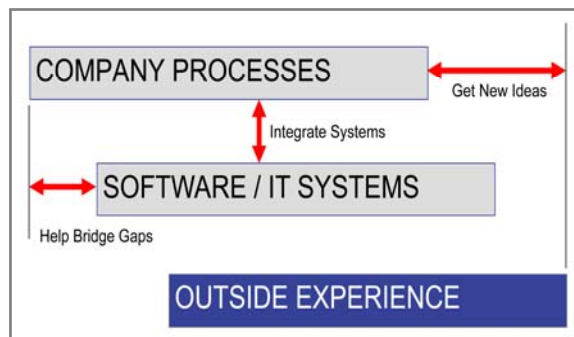 COMPANY PROCESSES
Get New Ideas
Integrate Systems
SOFTWARE / IT SYSTEMS
Help Bridge Gaps
OUTSIDE EXPERIENCE